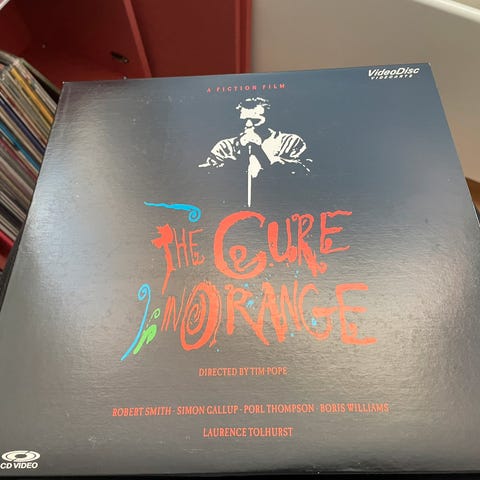 VideoDisc
VIDEOARTS
A FICTION FILM
THE CURE
IN ORANGE
DIRECTED BY TIM POPE
ROBERT SMITH · SIMON GALLUP · PORL THOMPSON · BORIS WILLIAMS
LAURENCE TOLHURST
CD VIDEO